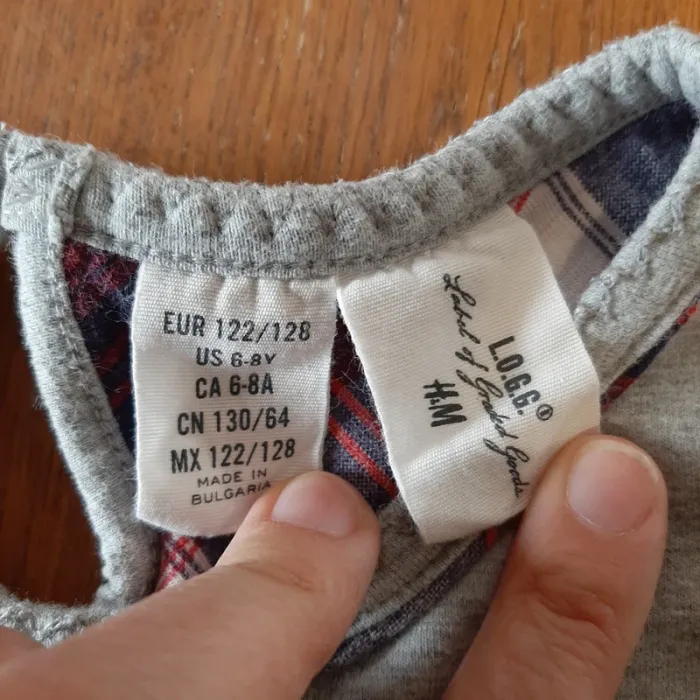 EUR 122/128
US 6-8Y
CA 6-8A
CN 130/64
MX 122/128
MADE IN
BULGARIA
L.O.G.G.®
Label of Graded Goods
H&M